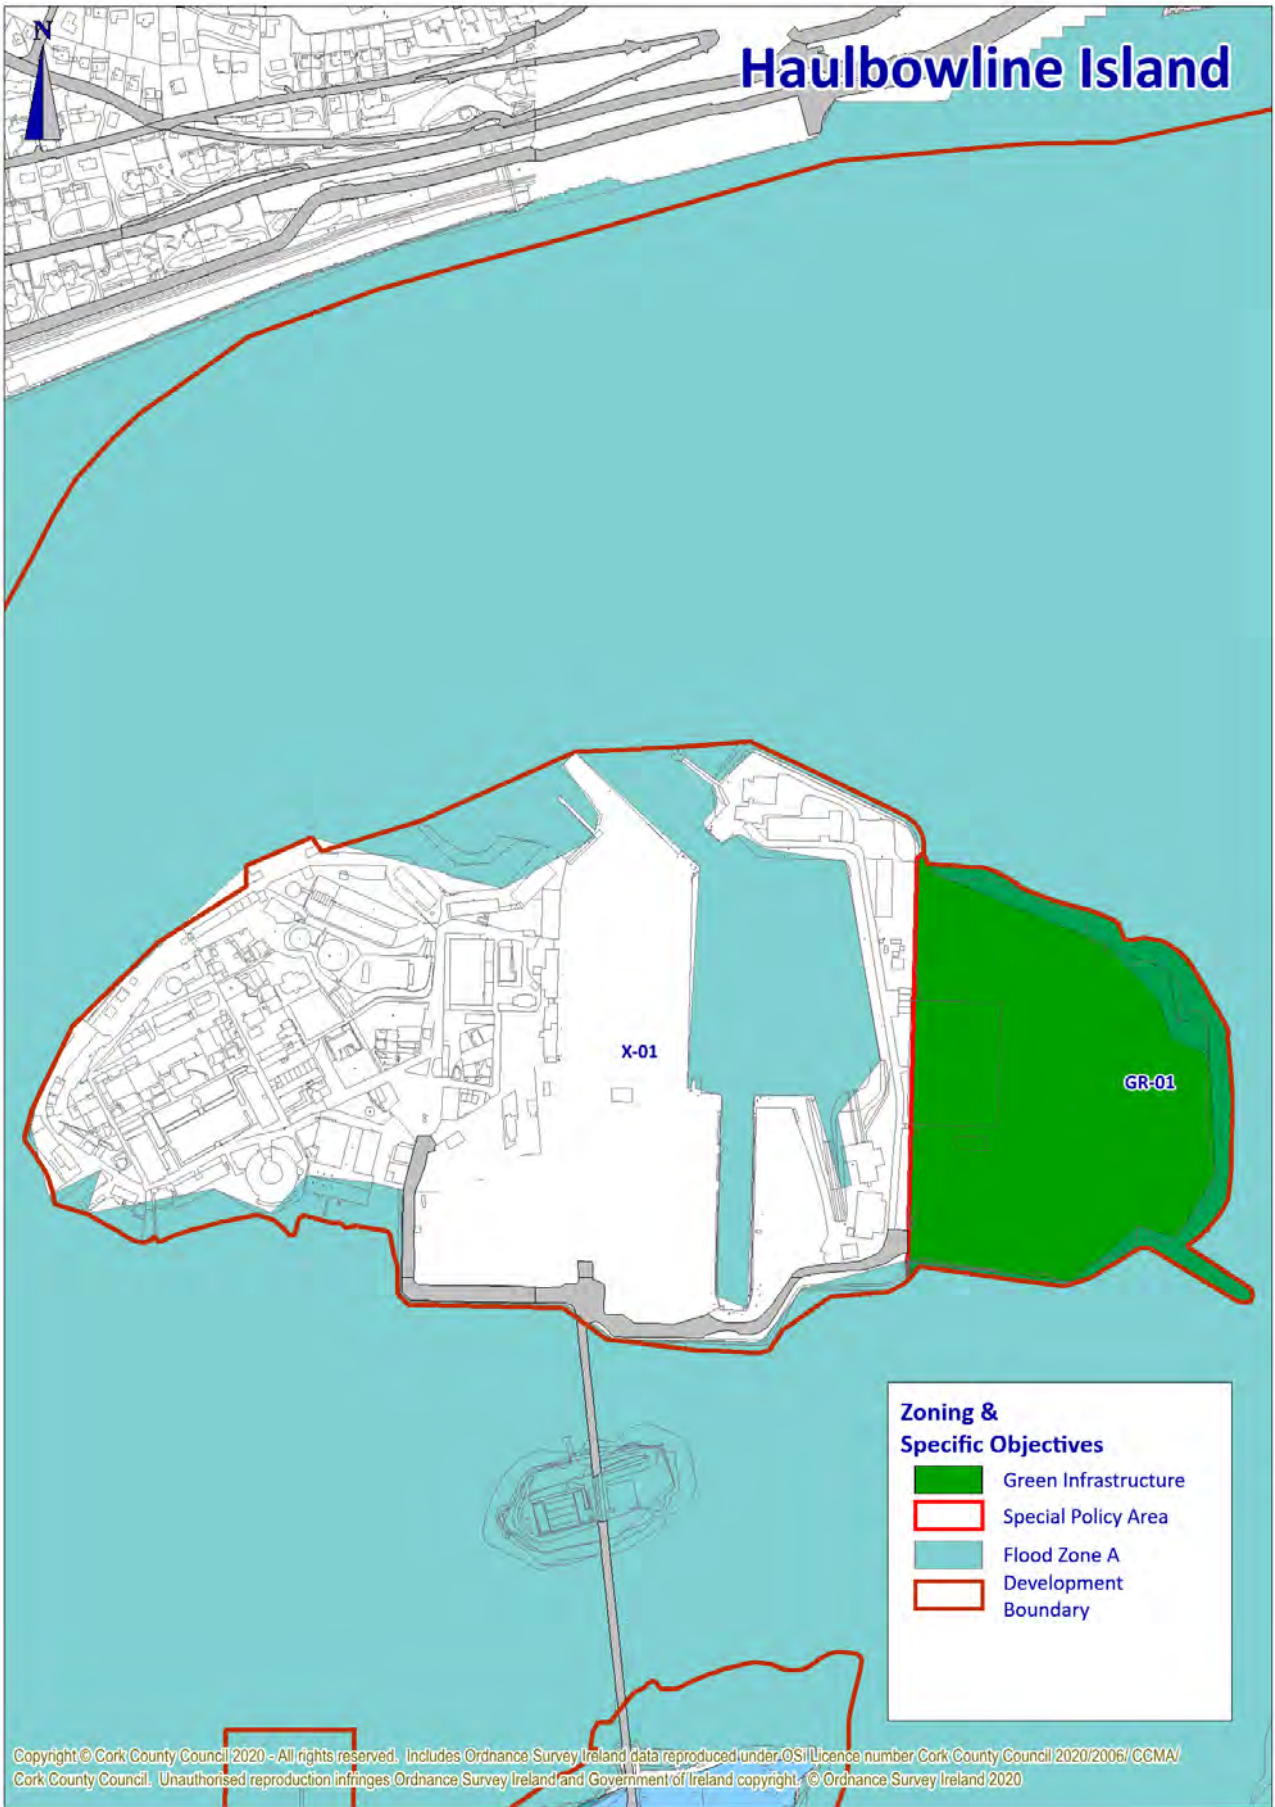 N
Haulbowline Island
X-01
GR-01
Zoning &
Specific Objectives
Green Infrastructure
Special Policy Area
Flood Zone A
Development
Boundary
Copyright © Cork County Council 2020 - All rights reserved. Includes Ordnance Survey Ireland data reproduced under OSi Licence number Cork County Council 2020/2006/ CCMA/
Cork County Council. Unauthorised reproduction infringes Ordnance Survey Ireland and Government of Ireland copyright. © Ordnance Survey Ireland 2020